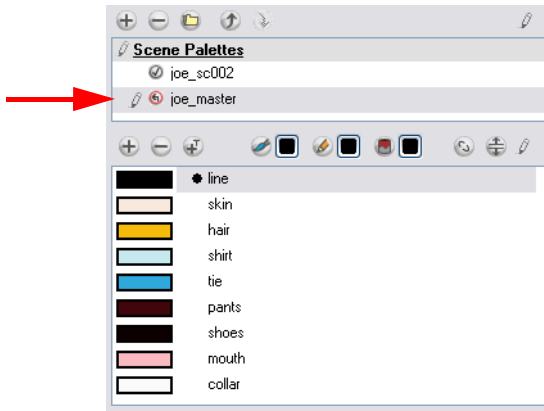 Scene Palettes
joe_sc002
joe_master
line
skin
hair
shirt
tie
pants
shoes
mouth
collar